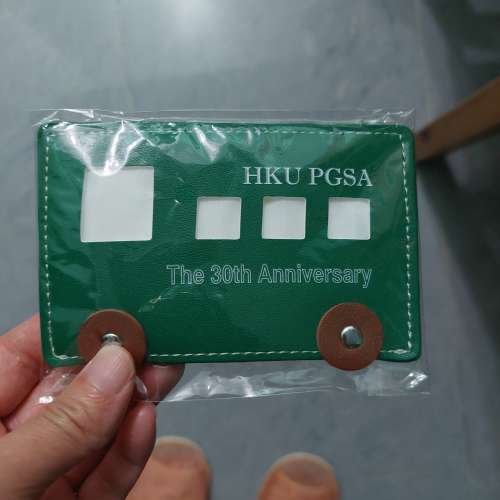 HKU PGSA
The 30th Anniversary